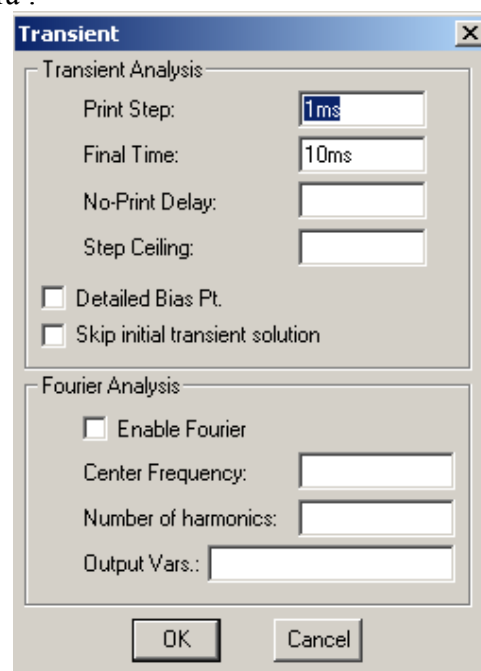 Transient
Transient Analysis
Print Step: 1ms
Final Time: 10ms
No-Print Delay:
Step Ceiling:
Detailed Bias Pt.
Skip initial transient solution
Fourier Analysis
Enable Fourier
Center Frequency:
Number of harmonics:
Output Vars.:
OK Cancel